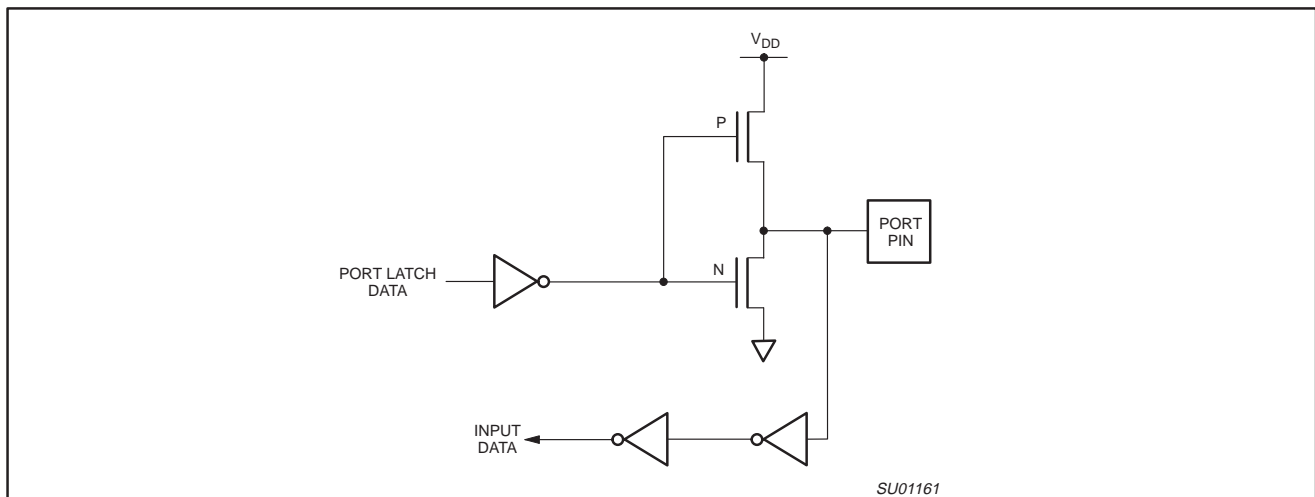 VDD
P
PORT
PIN
N
PORT LATCH
DATA
INPUT
DATA
SU01161